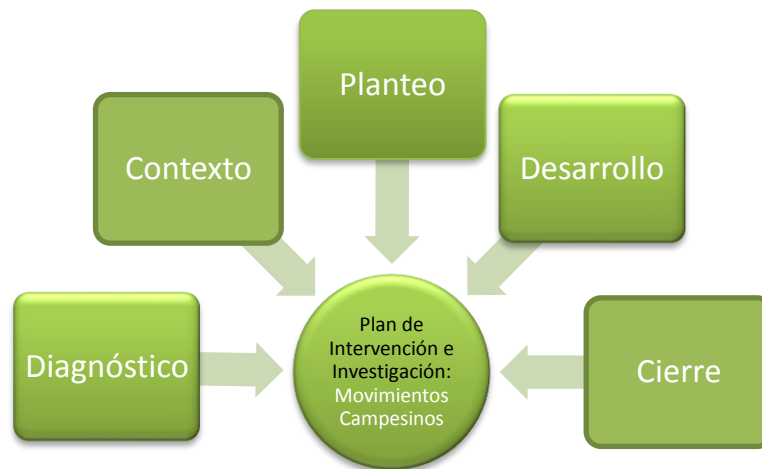 Planteo
Contexto
Desarrollo
Diagnóstico
Plan de
Intervención e
Investigación:
Movimientos
Campesinos
Cierre